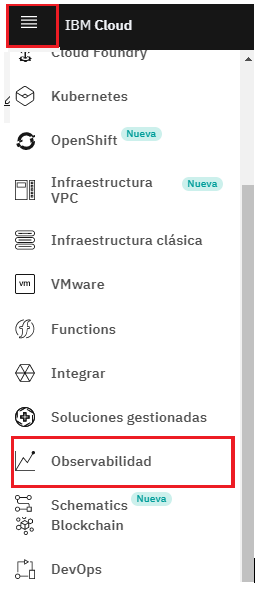 IBM Cloud
Cloud Foundry
Kubernetes
OpenShift Nueva
Infraestructura Nueva
VPC
Infraestructura clásica
vm VMware
Functions
Integrar
Soluciones gestionadas
Observabilidad
Schematics Nueva
Blockchain
DevOps